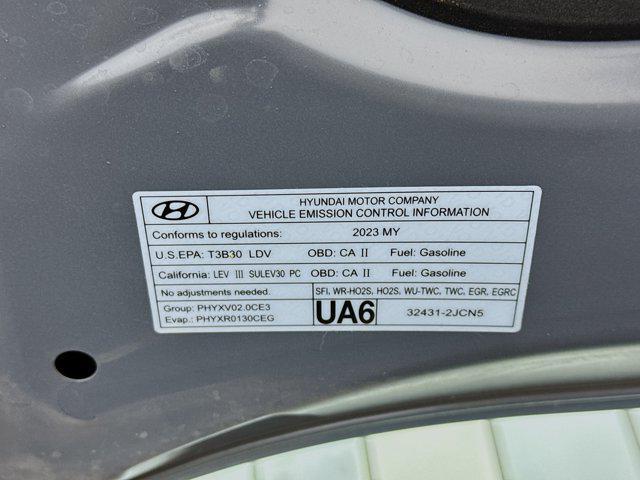 HYUNDAI MOTOR COMPANY
VEHICLE EMISSION CONTROL INFORMATION
Conforms to regulations: 2023 MY
U.S.EPA: T3B30 LDV OBD: CA II Fuel: Gasoline
California: LEV III SULEV30 PC OBD: CA II Fuel: Gasoline
No adjustments needed. SFI, WR-HO2S, HO2S, WU-TWC, TWC, EGR, EGRC
Group: PHYXV02.0CE3
Evap.: PHYXR0130CEG
UA6 32431-2JCN5